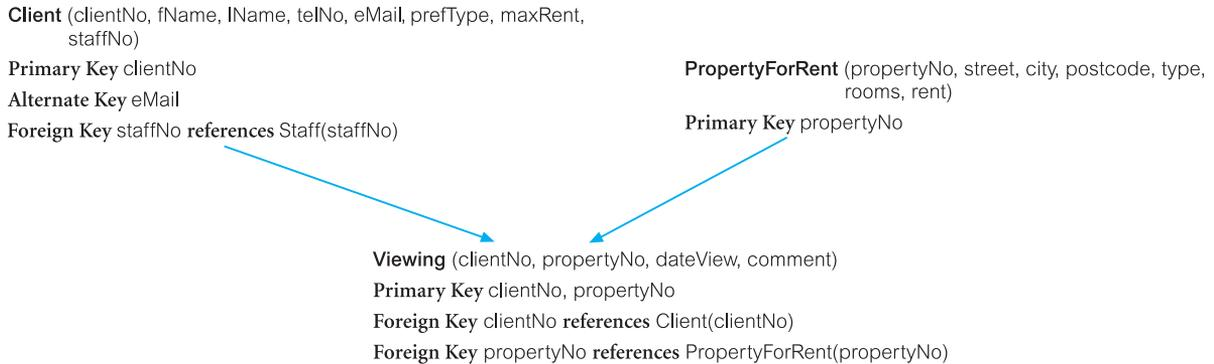 Client (clientNo, fName, lName, telNo, eMail, prefType, maxRent,
staffNo)
Primary Key clientNo
Alternate Key eMail
Foreign Key staffNo references Staff(staffNo)
PropertyForRent (propertyNo, street, city, postcode, type,
rooms, rent)
Primary Key propertyNo
Viewing (clientNo, propertyNo, dateView, comment)
Primary Key clientNo, propertyNo
Foreign Key clientNo references Client(clientNo)
Foreign Key propertyNo references PropertyForRent(propertyNo)